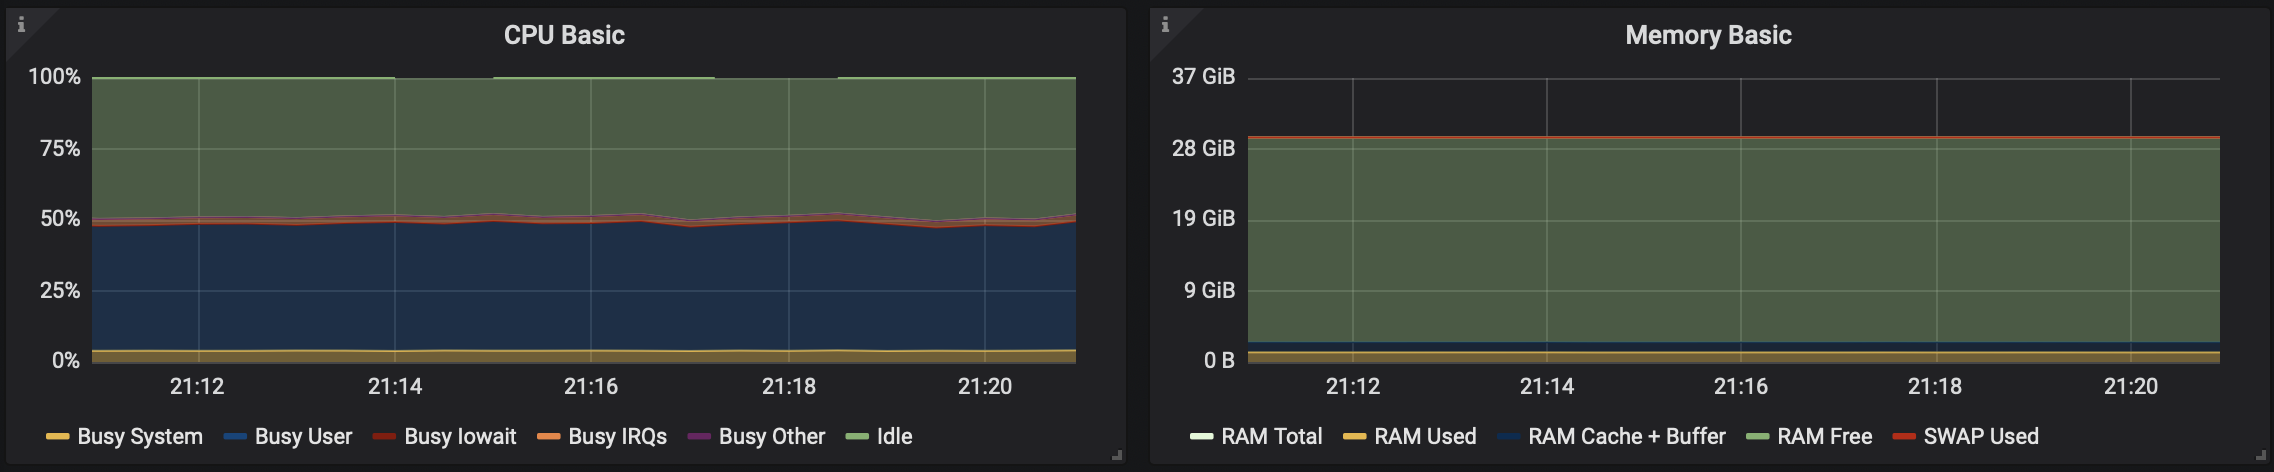 CPU Basic
100%
75%
50%
25%
0%
21:12 21:14 21:16 21:18 21:20
Busy System Busy User Busy Iowait Busy IRQs Busy Other Idle
Memory Basic
37 GiB
28 GiB
19 GiB
9 GiB
0 B
21:12 21:14 21:16 21:18 21:20
RAM Total RAM Used RAM Cache + Buffer RAM Free SWAP Used